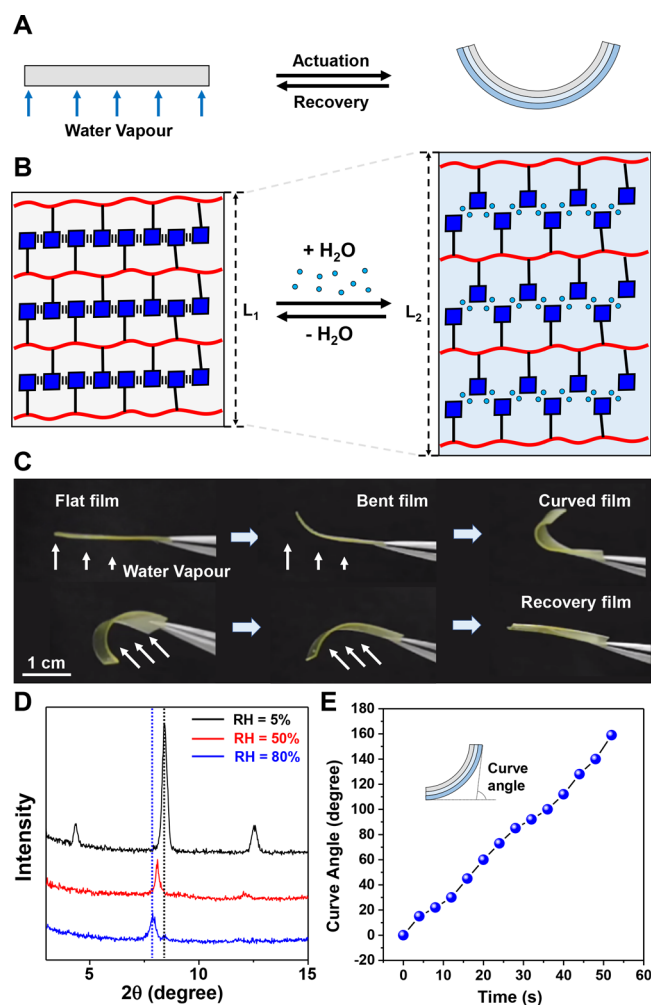 A
Actuation
Recovery
Water Vapour
B
+ H₂O
- H₂O
L₁
L₂
C
Flat film
Bent film
Curved film
Water Vapour
Recovery film
1 cm
D
RH = 5%
RH = 50%
RH = 80%
Intensity
5
10
15
2θ (degree)
E
180
160
140
120
100
80
60
40
20
0
-20
Curve Angle (degree)
Curve
angle
0
10
20
30
40
50
60
Time (s)